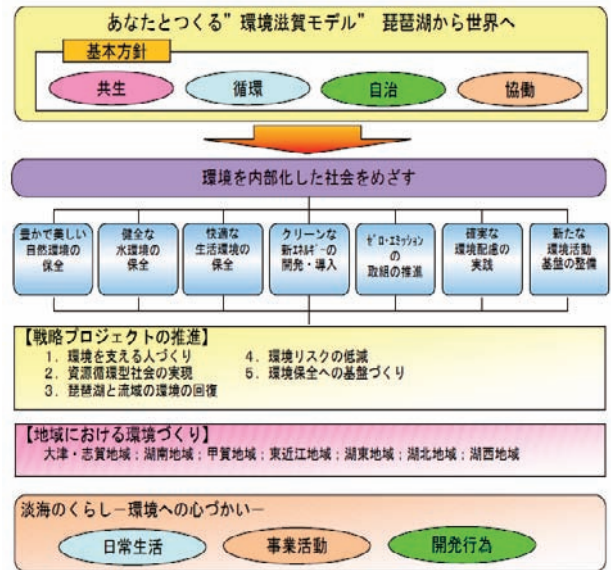 あなたとつくる”環境滋賀モデル” 琵琶湖から世界へ
基本方針
共生
循環
自治
協働
環境を内部化した社会をめざす
豊かで美しい
自然環境の
保全
健全な
水環境の
保全
快適な
生活環境の
保全
クリーンな
新ｴﾈﾙｷﾞｰの
開発・導入
ｾﾞﾛ・ｴﾐｯｼｮﾝ
の
取組の推進
確実な
環境配慮の
実践
新たな
環境活動
基盤の整備
【戦略プロジェクトの推進】
1．環境を支える人づくり 4．環境リスクの低減
2．資源循環型社会の実現 5．環境保全への基盤づくり
3．琵琶湖と流域の環境の回復
【地域における環境づくり】
大津・志賀地域；湖南地域；甲賀地域；東近江地域；湖東地域；湖北地域；湖西地域
淡海のくらし－環境への心づかい－
日常生活
事業活動
開発行為